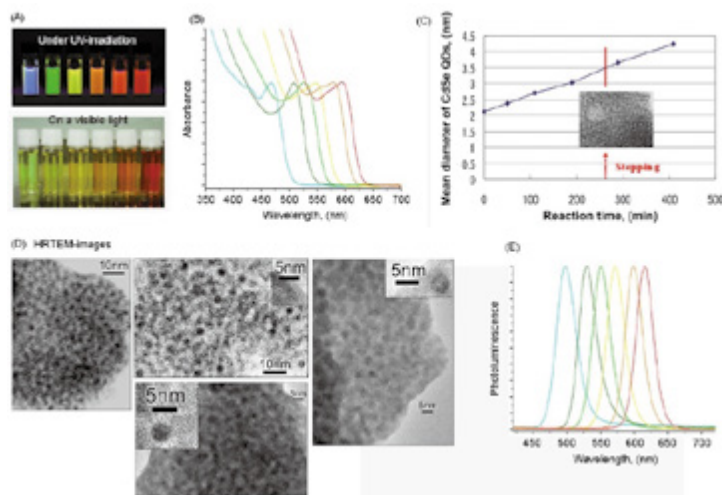 (A)
Under UV-irradiation
On a visible light
(B)
Absorbance
350 400 450 500 550 600 650 700
Wavelength, (nm)
(C)
Mean diameter of CdSe QDs, (nm)
5
4.5
4
3.5
3
2.5
2
1.5
1
0.5
0
0 100 200 300 400 500
Stopping
Reaction time, (min)
(D) HRTEM-images
10nm
5nm
10nm
5nm
5nm
5nm
5nm
(E)
Photoluminescence
450 500 550 600 650 700
Wavelength, (nm)